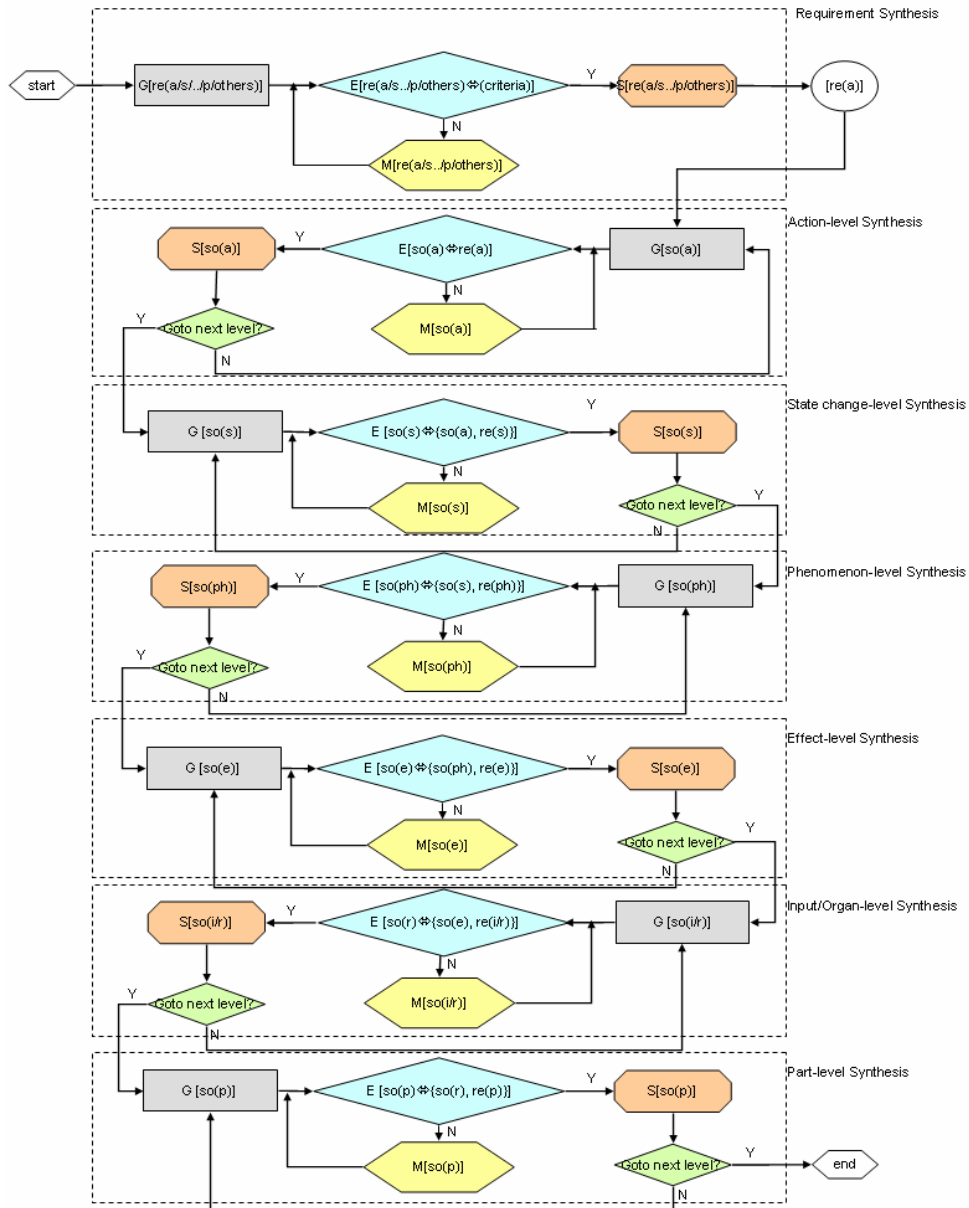 Requirement Synthesis
start
G[re(a/s/../p/others)]
E[re(a/s../p/others)⇔(criteria)]
Y
S[re(a/s../p/others)]
[re(a)]
N
M[re(a/s../p/others)]
Action-level Synthesis
S[so(a)]
Y
E[so(a)⇔re(a)]
G[so(a)]
N
M[so(a)]
Y
Goto next level?
N
State change-level Synthesis
G [so(s)]
E [so(s)⇔{so(a), re(s)}]
Y
S[so(s)]
N
M[so(s)]
Goto next level?
Y
N
Phenomenon-level Synthesis
S[so(ph)]
Y
E [so(ph)⇔{so(s), re(ph)}]
G [so(ph)]
N
M[so(ph)]
Y
Goto next level?
N
Effect-level Synthesis
G [so(e)]
E [so(e)⇔{so(ph), re(e)}]
Y
S[so(e)]
N
M[so(e)]
Goto next level?
Y
N
Input/Organ-level Synthesis
S[so(i/r)]
Y
E [so(r)⇔{so(e), re(i/r)}]
G [so(i/r)]
N
M[so(i/r)]
Y
Goto next level?
N
Part-level Synthesis
G [so(p)]
E [so(p)⇔{so(r), re(p)}]
Y
S[so(p)]
N
M[so(p)]
Goto next level?
Y
end
N